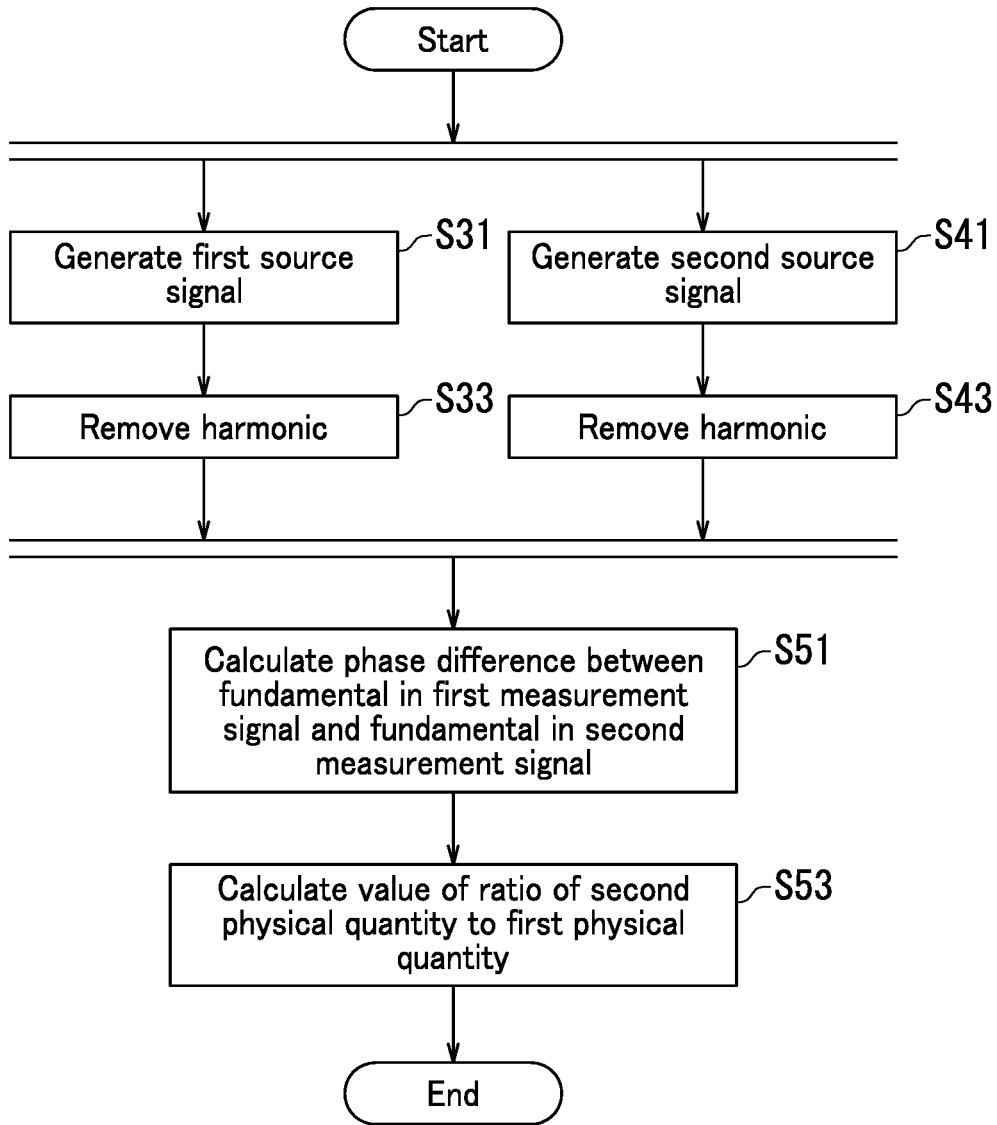 Start
S31
Generate first source
signal
S41
Generate second source
signal
S33
Remove harmonic
S43
Remove harmonic
S51
Calculate phase difference between
fundamental in first measurement
signal and fundamental in second
measurement signal
S53
Calculate value of ratio of second
physical quantity to first physical
quantity
End